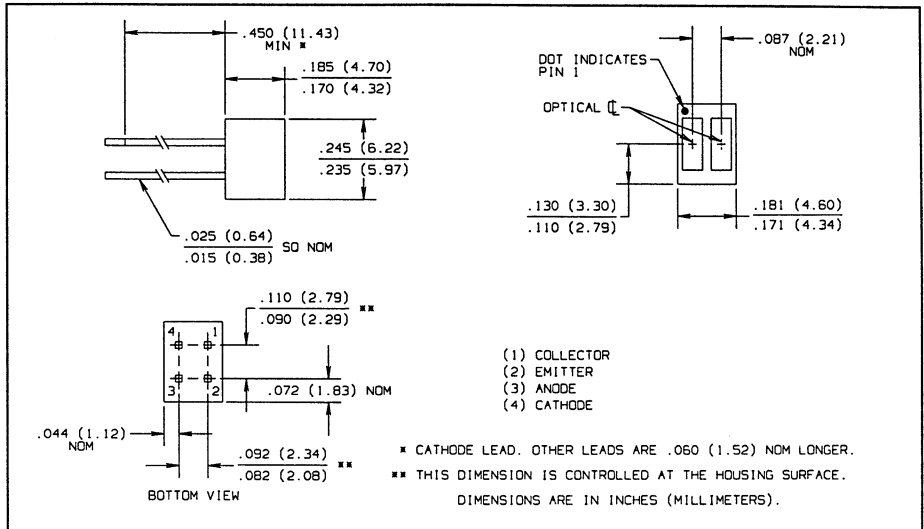 .450 (11.43)
MIN *
.185 (4.70)
.170 (4.32)
.245 (6.22)
.235 (5.97)
.025 (0.64)
.015 (0.38) SQ NOM
.087 (2.21)
NOM
DOT INDICATES
PIN 1
OPTICAL ℄
.130 (3.30)
.110 (2.79)
.181 (4.60)
.171 (4.34)
.110 (2.79)
.090 (2.29) **
4 1
3 2
.072 (1.83) NOM
.044 (1.12)
NOM
.092 (2.34)
.082 (2.08) **
BOTTOM VIEW
(1) COLLECTOR
(2) EMITTER
(3) ANODE
(4) CATHODE
* CATHODE LEAD. OTHER LEADS ARE .060 (1.52) NOM LONGER.
** THIS DIMENSION IS CONTROLLED AT THE HOUSING SURFACE.
DIMENSIONS ARE IN INCHES (MILLIMETERS).